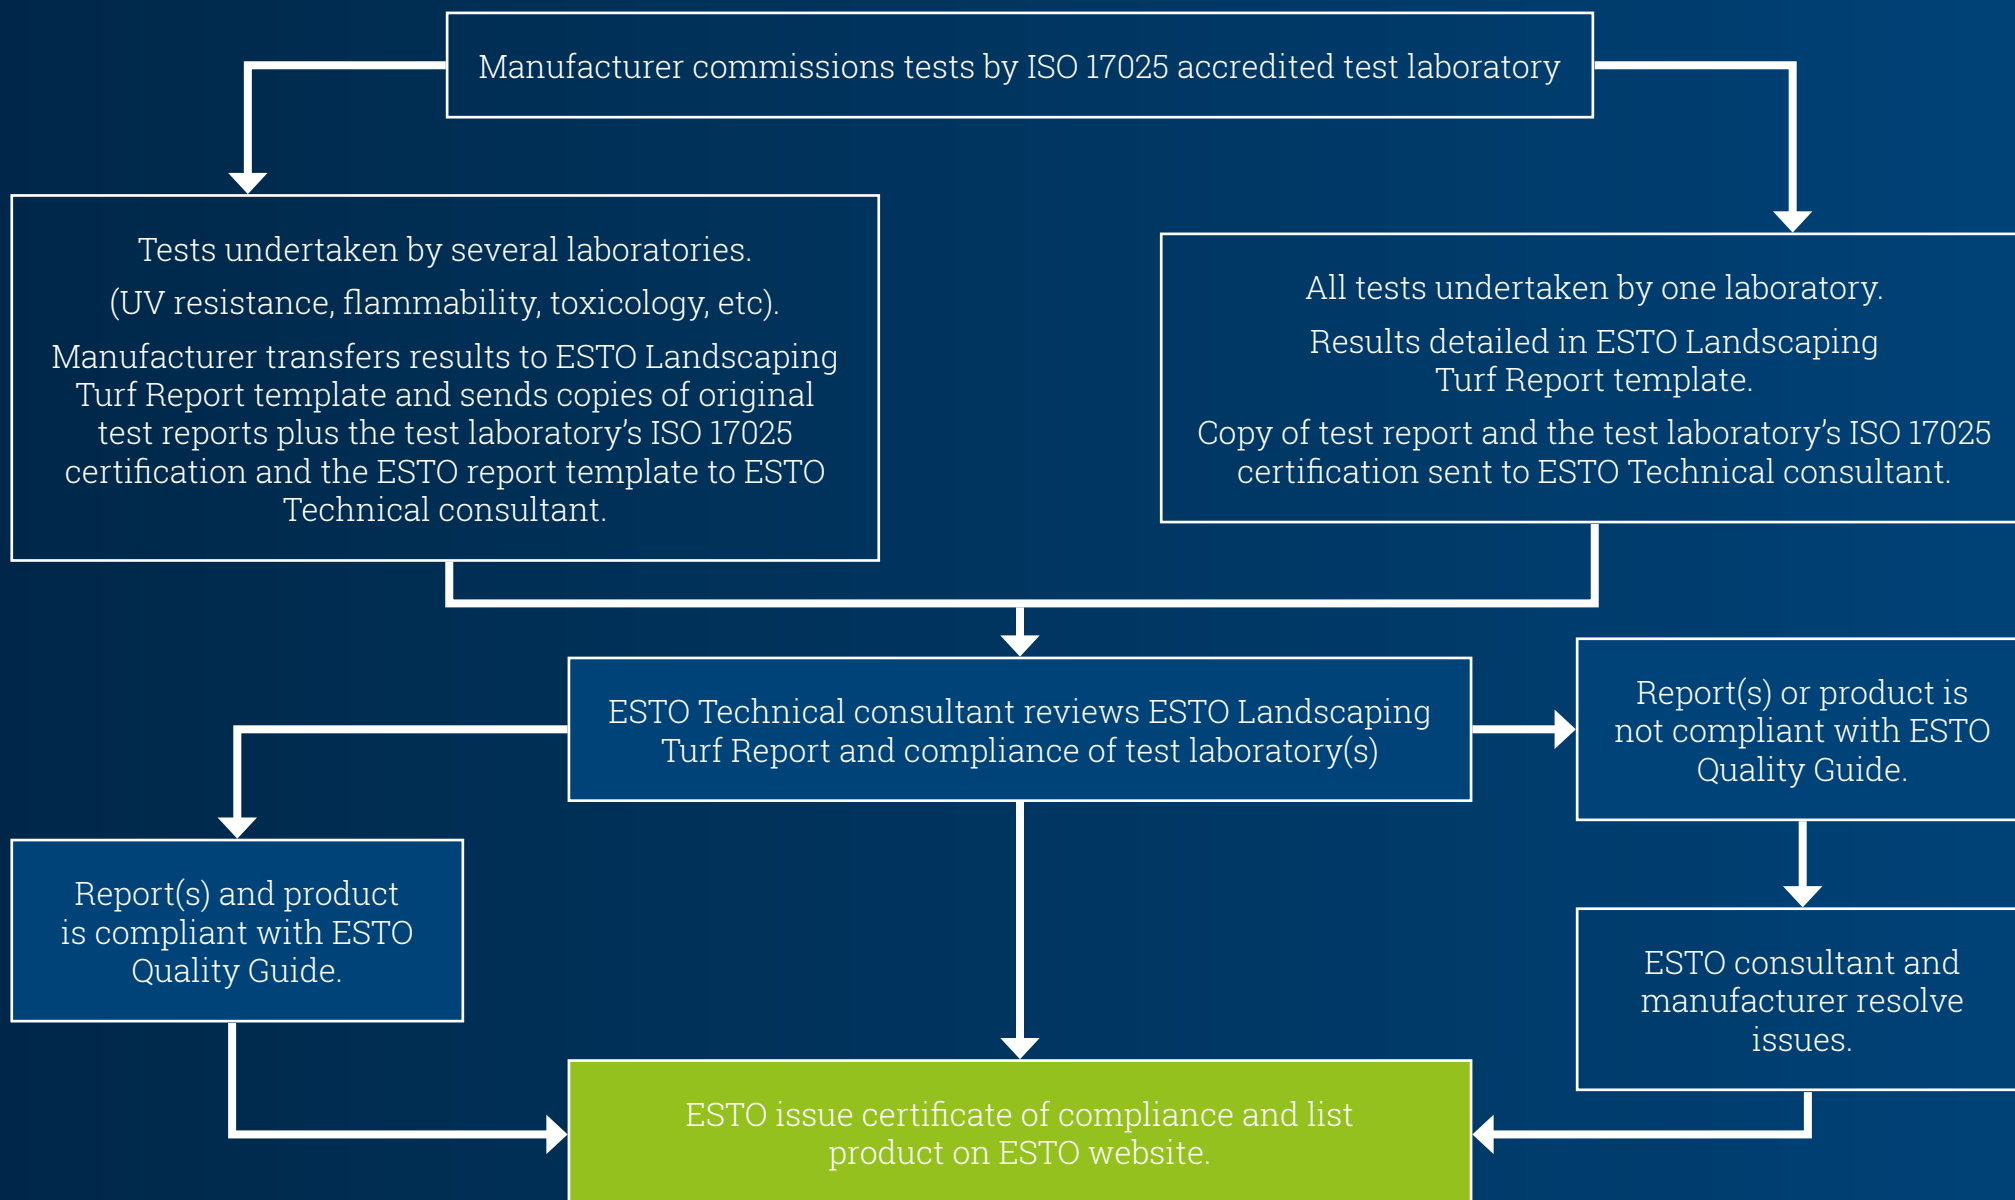 Manufacturer commissions tests by ISO 17025 accredited test laboratory
Tests undertaken by several laboratories.
(UV resistance, flammability, toxicology, etc).
Manufacturer transfers results to ESTO Landscaping
Turf Report template and sends copies of original
test reports plus the test laboratory’s ISO 17025
certification and the ESTO report template to ESTO
Technical consultant.
All tests undertaken by one laboratory.
Results detailed in ESTO Landscaping
Turf Report template.
Copy of test report and the test laboratory’s ISO 17025
certification sent to ESTO Technical consultant.
ESTO Technical consultant reviews ESTO Landscaping
Turf Report and compliance of test laboratory(s)
Report(s) or product is
not compliant with ESTO
Quality Guide.
Report(s) and product
is compliant with ESTO
Quality Guide.
ESTO consultant and
manufacturer resolve
issues.
ESTO issue certificate of compliance and list
product on ESTO website.